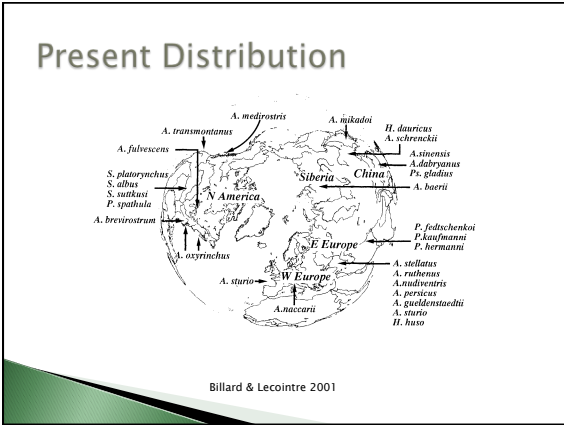 Present Distribution
A. medirostris
A. mikadoi
A. transmontanus
H. dauricus
A. schrenckii
A. fulvescens
A.sinensis
A.dabryanus
Ps. gladius
S. platorynchus
S. albus
S. suttkusi
P. spathula
Siberia
China
A. baerii
N America
A. brevirostrum
P. fedtschenkoi
P.kaufmanni
P. hermanni
E Europe
A. oxyrinchus
A. stellatus
A. ruthenus
A.nudiventris
A. persicus
A. gueldenstaedtii
A. sturio
H. huso
W Europe
A. sturio
A.naccarii
Billard & Lecointre 2001